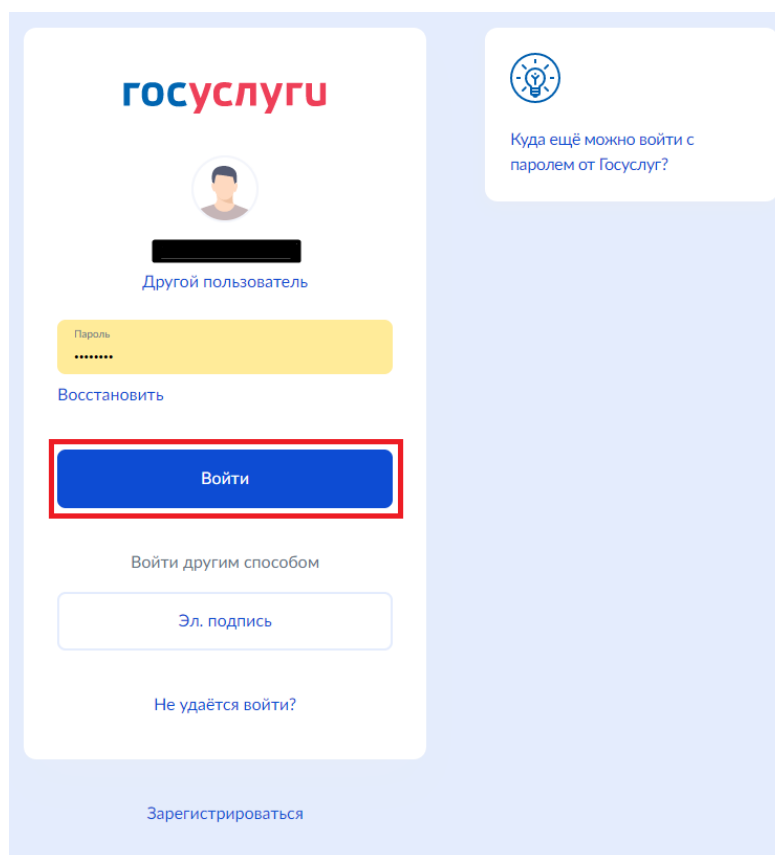 госуслуги
Другой пользователь
Пароль
••••••••
Восстановить
Войти
Войти другим способом
Эл. подпись
Не удаётся войти?
Зарегистрироваться
Куда ещё можно войти с
паролем от Госуслуг?